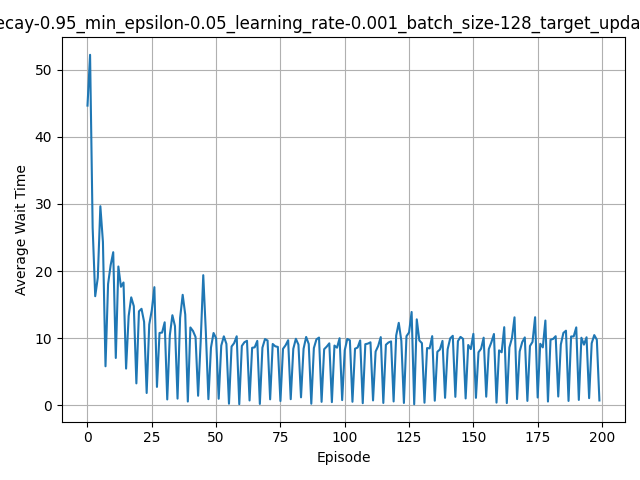 ecay-0.95_min_epsilon-0.05_learning_rate-0.001_batch_size-128_target_upda
50
40
30
20
10
0
Average Wait Time
0 25 50 75 100 125 150 175 200
Episode